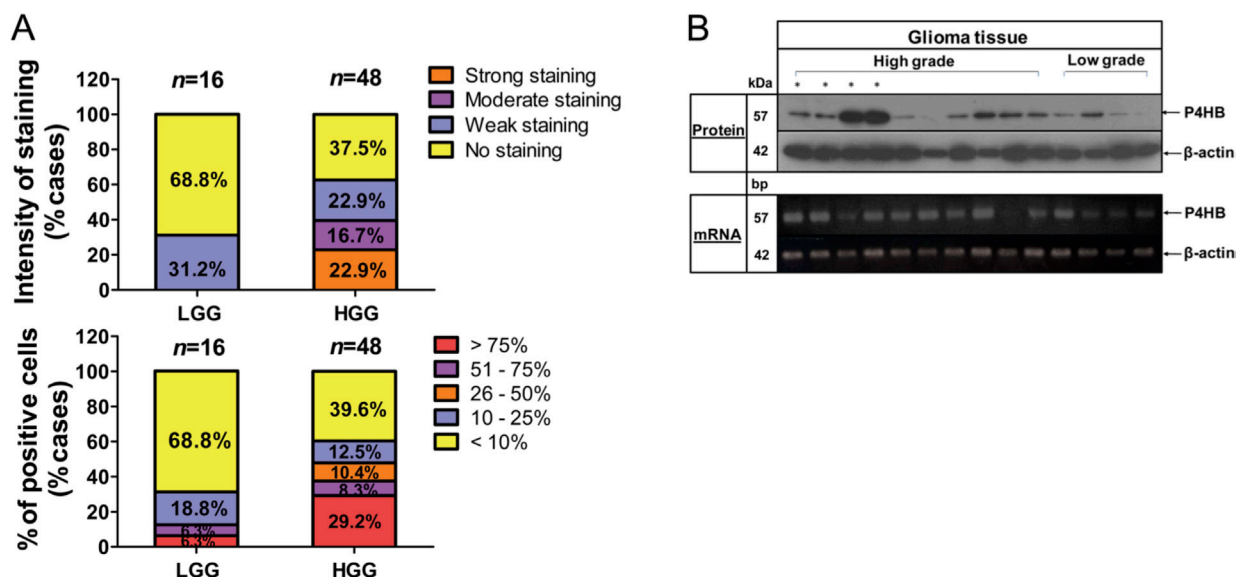 A
Intensity of staining
(%cases)
120
100
80
60
40
20
0
n=16
n=48
68.8%
31.2%
37.5%
22.9%
16.7%
22.9%
LGG
HGG
Strong staining
Moderate staining
Weak staining
No staining
% of positive cells
(%cases)
120
100
80
60
40
20
0
n=16
n=48
68.8%
18.8%
6.3%
6.3%
39.6%
12.5%
10.4%
8.3%
29.2%
LGG
HGG
> 75%
51 - 75%
26 - 50%
10 - 25%
< 10%
B
Glioma tissue
High grade
Low grade
kDa
* * * *
Protein
57
P4HB
42
β-actin
bp
mRNA
57
P4HB
42
β-actin